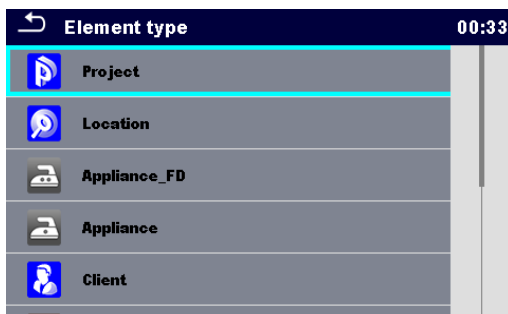 Element type 00:33
Project
Location
Appliance_FD
Appliance
Client